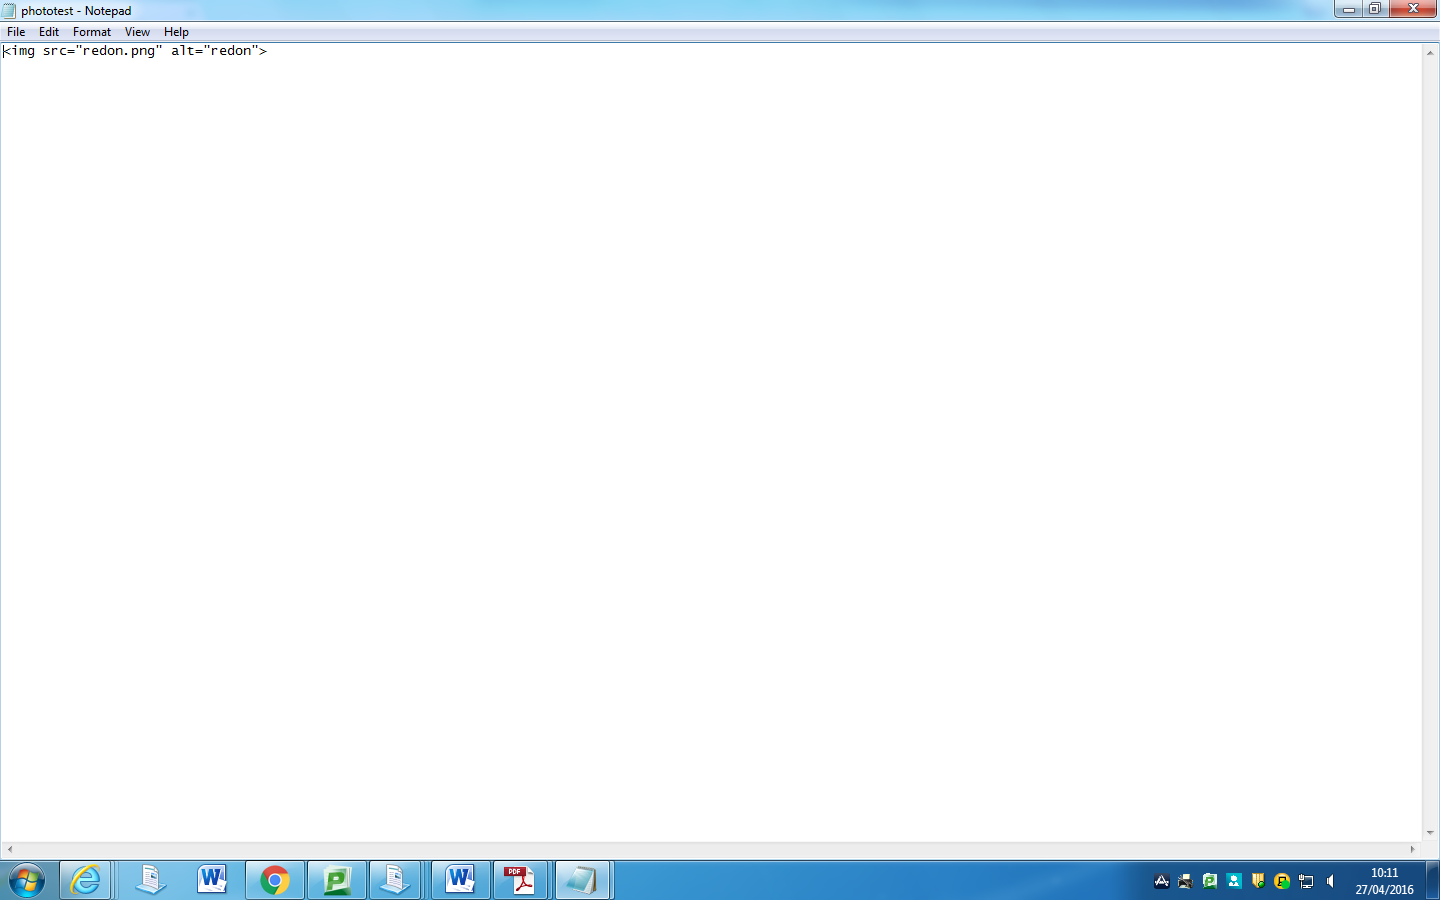 phototest - Notepad
File Edit Format View Help
<img src="redon.png" alt="redon">
10:11
27/04/2016